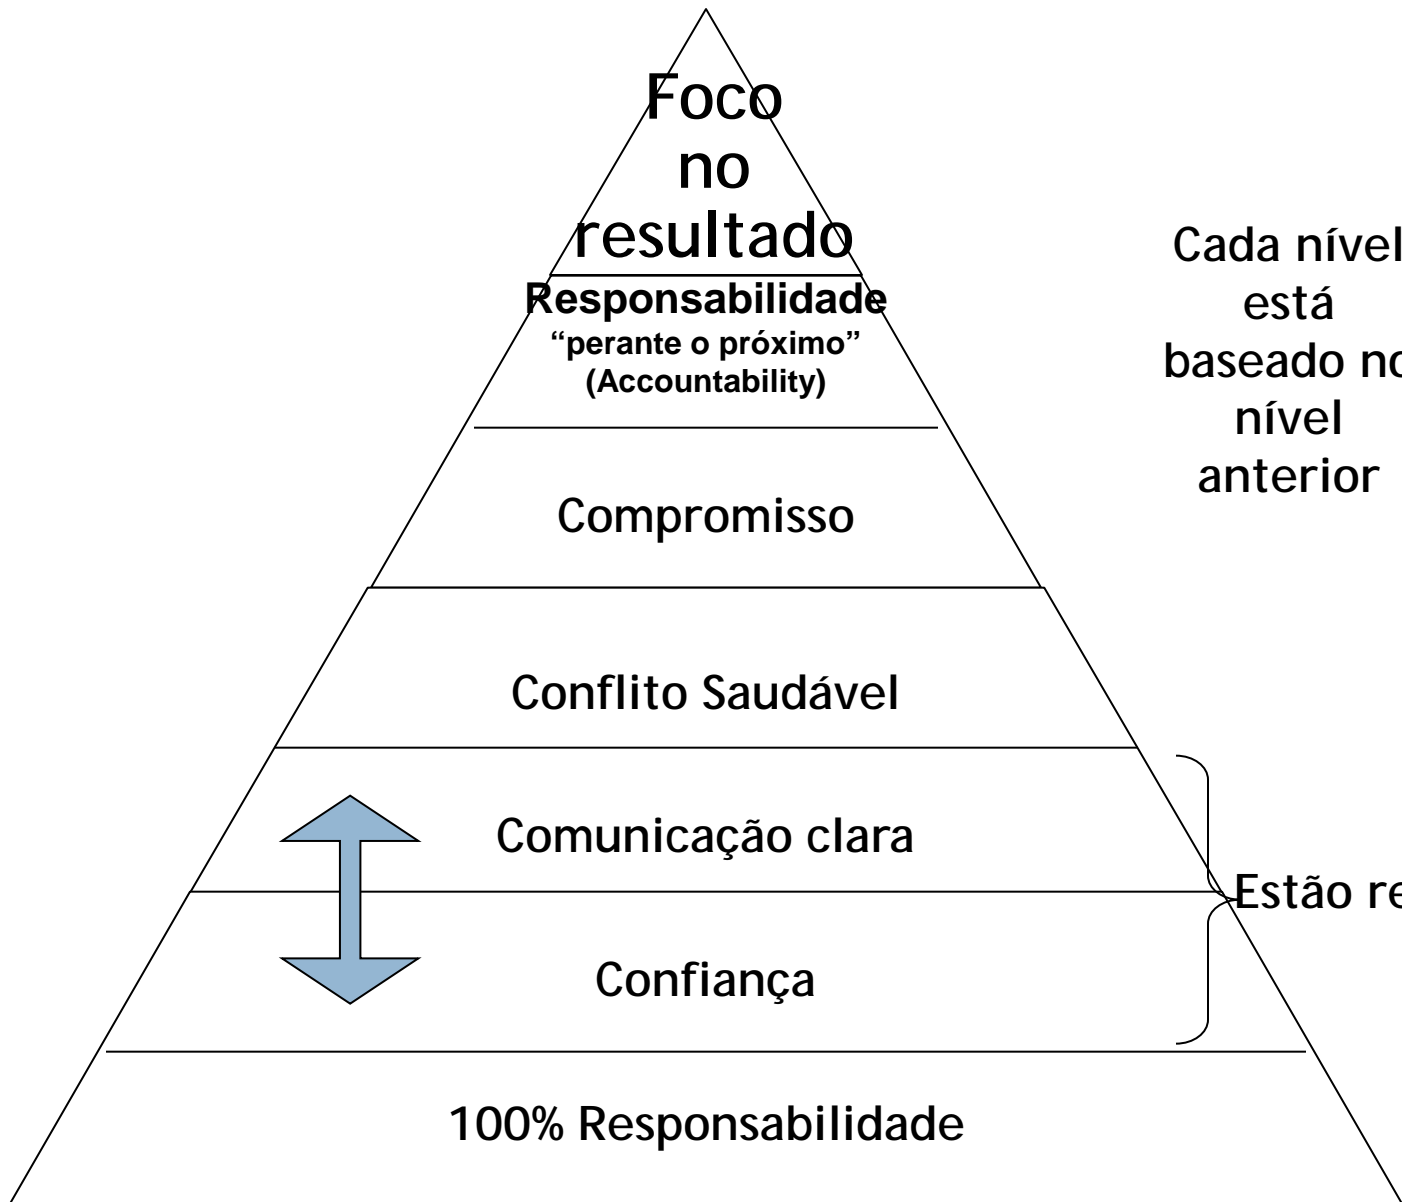 Foco
no
resultado
Responsabilidade
“perante o próximo”
(Accountability)
Cada nível
está
baseado no
nível
anterior
Compromisso
Conflito Saudável
Comunicação clara
Estão
Confiança
100% Responsabilidade